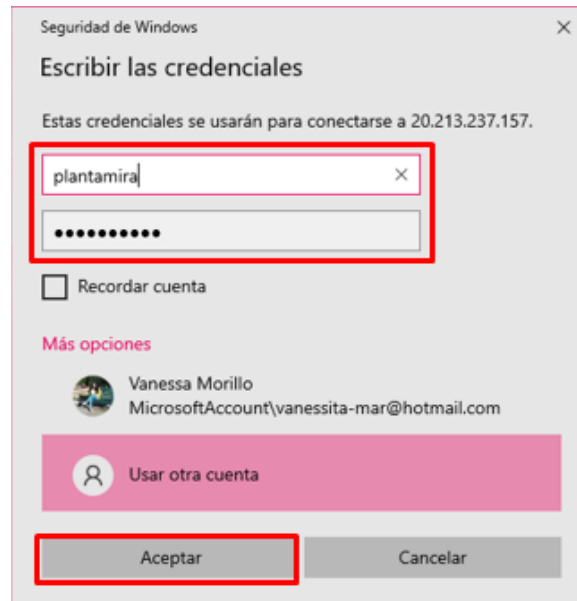 Seguridad de Windows
Escribir las credenciales
Estas credenciales se usarán para conectarse a 20.213.237.157.
plantamira
••••••••••
Recordar cuenta
Más opciones
Vanessa Morillo
MicrosoftAccount\vanessita-mar@hotmail.com
Usar otra cuenta
Aceptar Cancelar